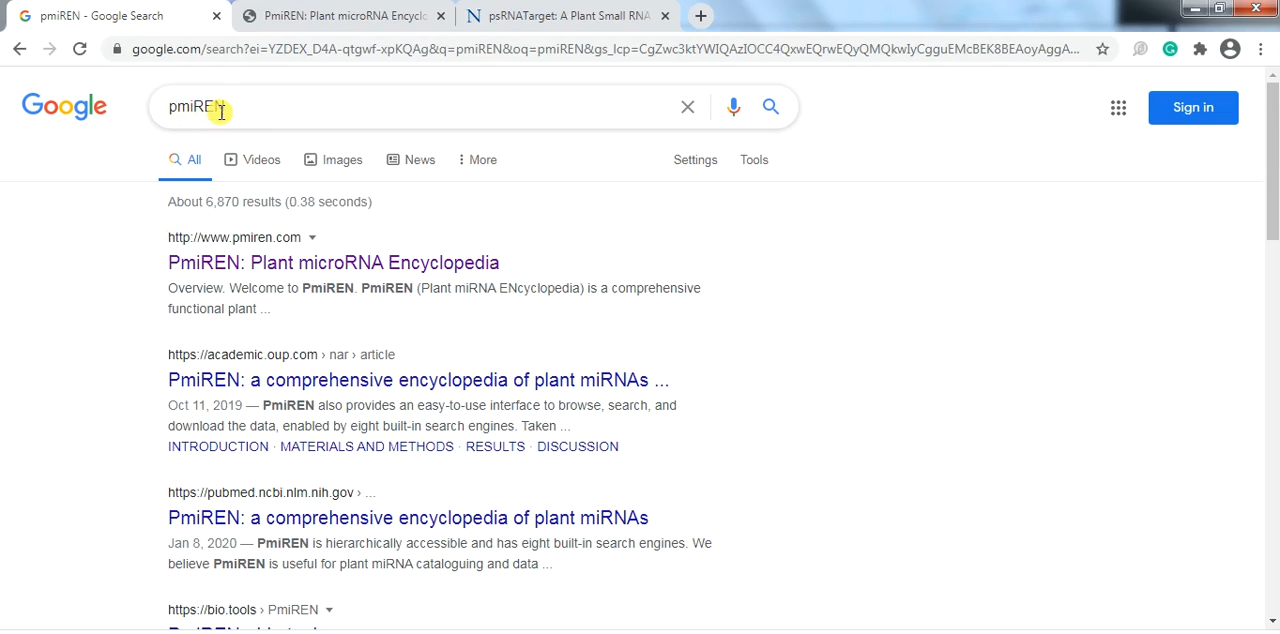 pmiREN - Google Search
PmiREN: Plant microRNA Encyclo
psRNATarget: A Plant Small RNA
google.com/search?ei=YZDEX_D4A-qtgwf-xpKQAg&q=pmiREN&oq=pmiREN&gs_lcp=CgZwc3ktYWIQAzIOCC4QxwEQrwEQyQMQkwIyCgguEMcBEK8BEAoyAggA...
Google
pmiREN
Sign in
All
Videos
Images
News
More
Settings
Tools
About 6,870 results (0.38 seconds)
http://www.pmiren.com
PmiREN: Plant microRNA Encyclopedia
Overview. Welcome to PmiREN. PmiREN (Plant miRNA ENcyclopedia) is a comprehensive
functional plant ...
https://academic.oup.com › nar › article
PmiREN: a comprehensive encyclopedia of plant miRNAs ...
Oct 11, 2019 — PmiREN also provides an easy-to-use interface to browse, search, and
download the data, enabled by eight built-in search engines. Taken ...
INTRODUCTION · MATERIALS AND METHODS · RESULTS · DISCUSSION
https://pubmed.ncbi.nlm.nih.gov › ...
PmiREN: a comprehensive encyclopedia of plant miRNAs
Jan 8, 2020 — PmiREN is hierarchically accessible and has eight built-in search engines. We
believe PmiREN is useful for plant miRNA cataloguing and data ...
https://bio.tools › PmiREN